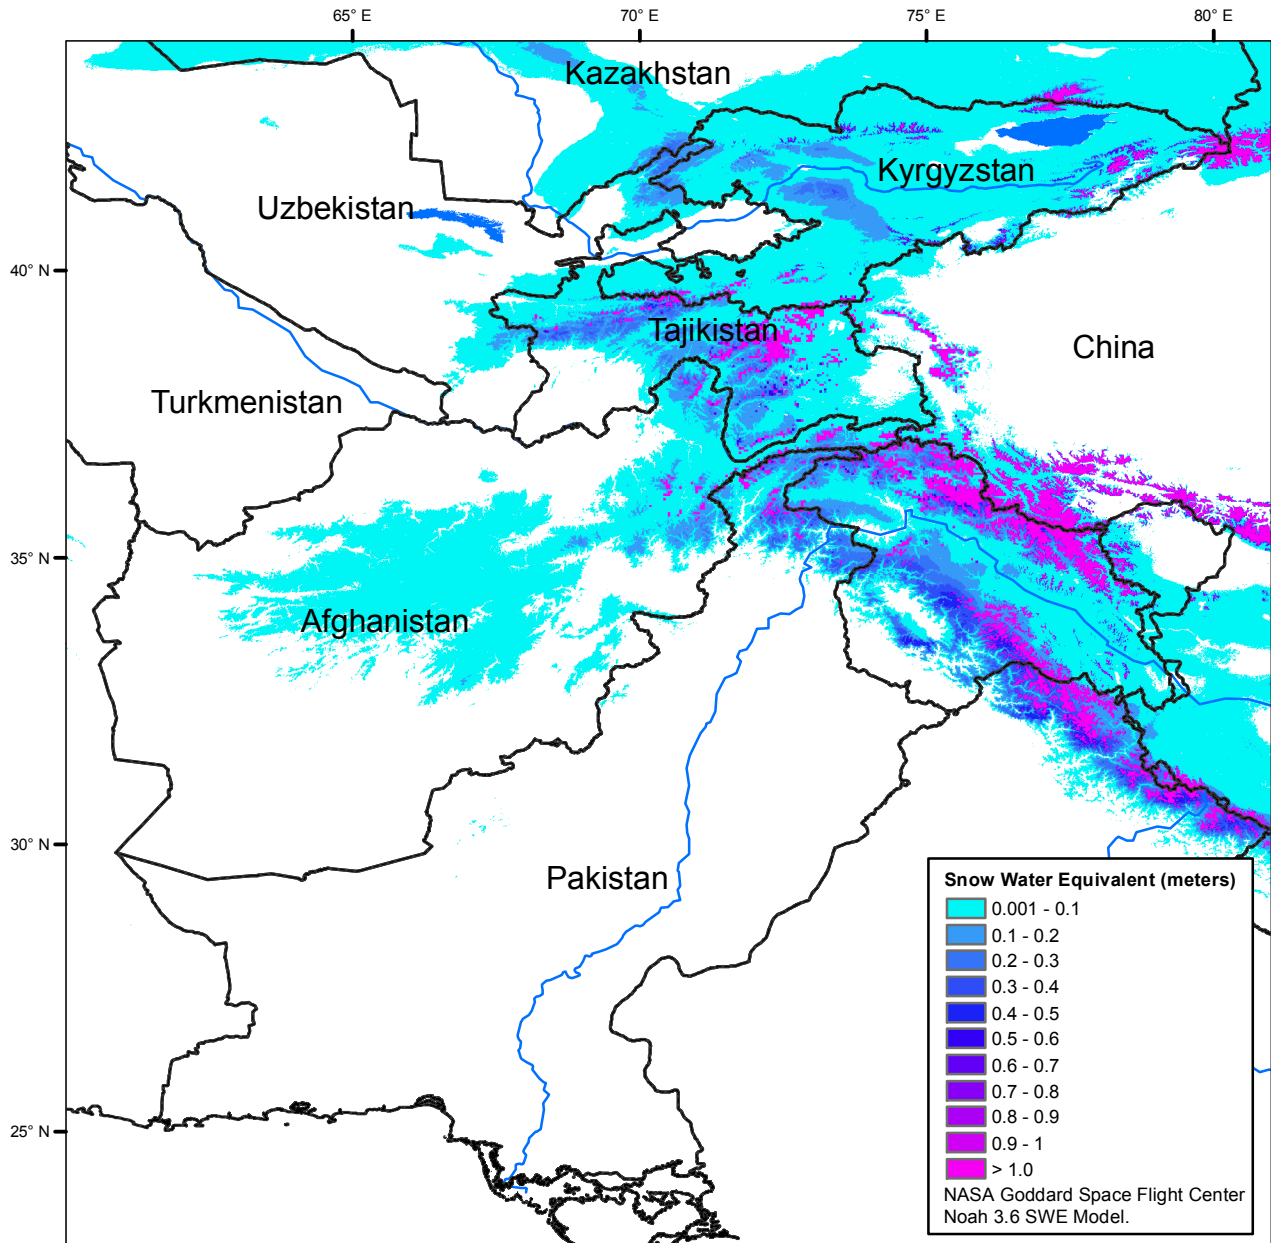 65° E
70° E
75° E
80° E
Kazakhstan
Kyrgyzstan
Uzbekistan
40° N
Tajikistan
China
Turkmenistan
35° N
Afghanistan
30° N
Pakistan
25° N
Snow Water Equivalent (meters)
0.001 - 0.1
0.1 - 0.2
0.2 - 0.3
0.3 - 0.4
0.4 - 0.5
0.5 - 0.6
0.6 - 0.7
0.7 - 0.8
0.8 - 0.9
0.9 - 1
> 1.0
NASA Goddard Space Flight Center
Noah 3.6 SWE Model.